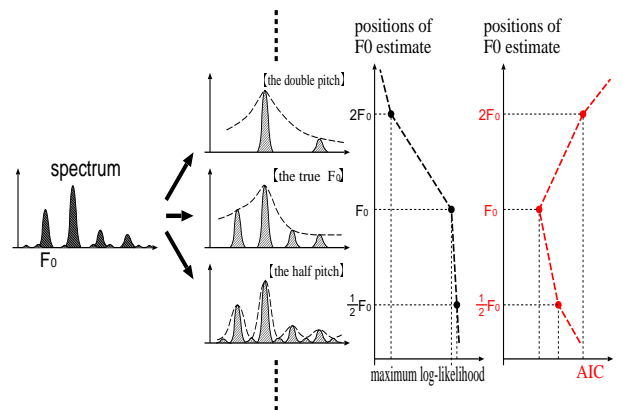 spectrum
F₀
【the double pitch】
【the true F₀】
【the half pitch】
positions of
F0 estimate
2F₀
F₀
½F₀
maximum log-likelihood
positions of
F0 estimate
2F₀
F₀
½F₀
AIC